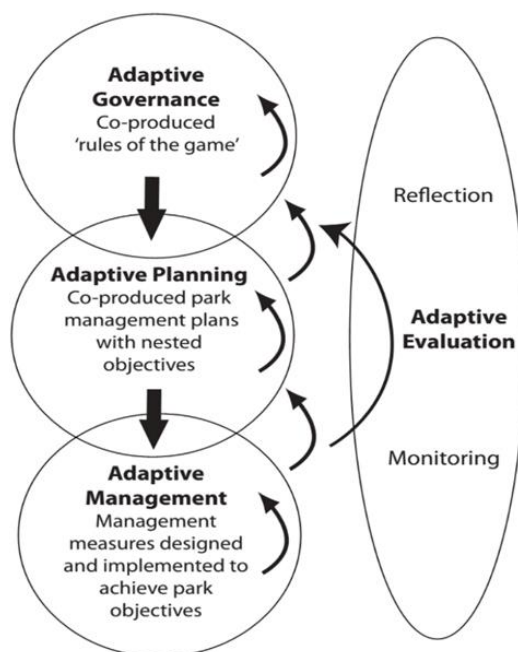 Adaptive
Governance
Co-produced
'rules of the game'
Adaptive Planning
Co-produced park
management plans
with nested
objectives
Adaptive
Management
Management
measures designed
and implemented to
achieve park
objectives
Reflection
Adaptive
Evaluation
Monitoring